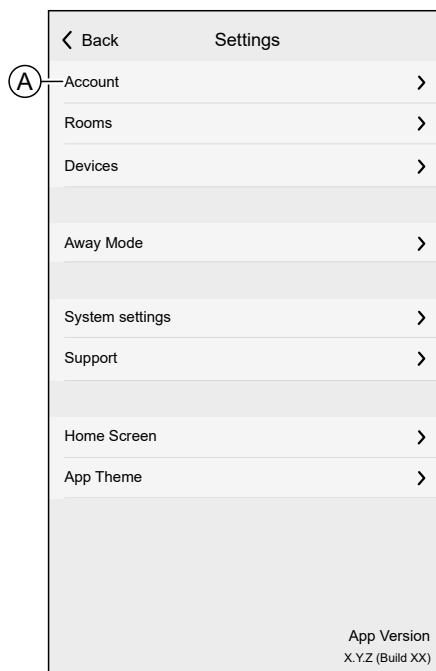 Back Settings
A Account
Rooms
Devices
Away Mode
System settings
Support
Home Screen
App Theme
App Version
X.Y.Z (Build XX)